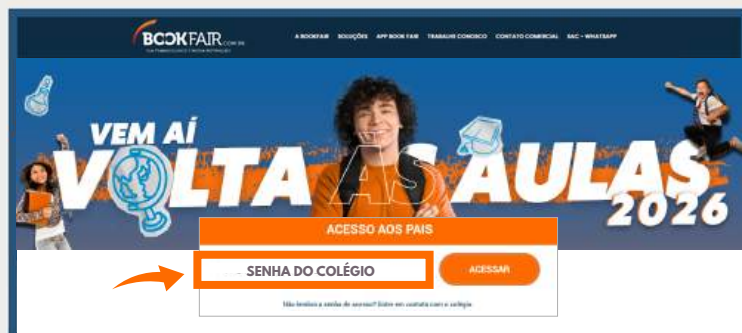 BOOKFAIR.COM.BR
A BOOKFAIR SOLUÇÕES APP BOOK FAIR TRABALHE CONOSCO CONTATO COMERCIAL SAC - WHATSAPP
VEM AÍ
VOLTA ÀS AULAS
2026
ACESSO AOS PAIS
SENHA DO COLÉGIO
ACESSAR
Não lembra a senha de acesso? Entre em contato com o colégio